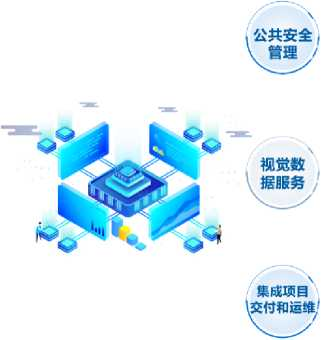 公共安全
管理
视觉数
据服务
集成项目
交付和运维